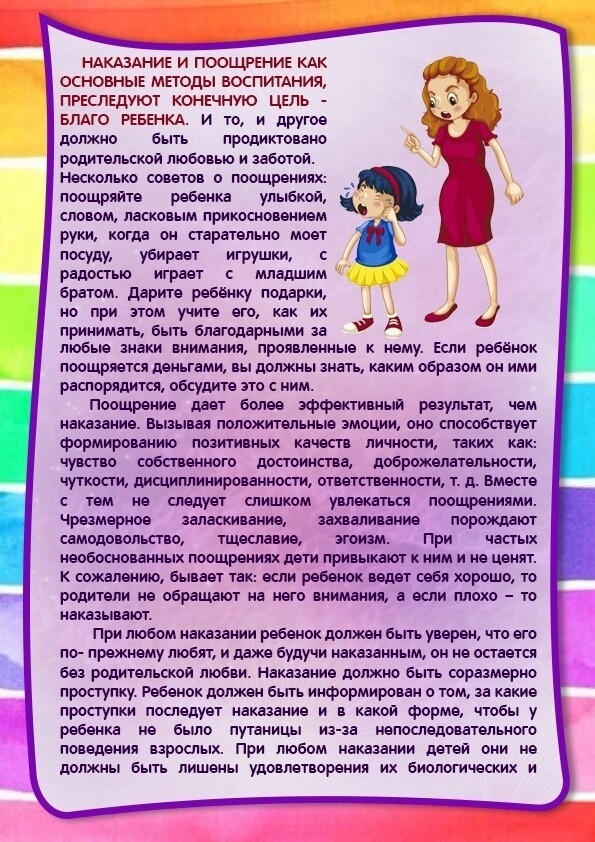 НАКАЗАНИЕ И ПООЩРЕНИЕ КАК
ОСНОВНЫЕ МЕТОДЫ ВОСПИТАНИЯ,
ПРЕСЛЕДУЮТ КОНЕЧНУЮ ЦЕЛЬ -
БЛАГО РЕБЕНКА. И то, и другое
должно быть продиктовано
родительской любовью и заботой.
Несколько советов о поощрениях:
поощряйте ребенка улыбкой,
словом, ласковым прикосновением
руки, когда он старательно моет
посуду, убирает игрушки, с
радостью играет с младшим
братом. Дарите ребёнку подарки,
но при этом учите его, как их
принимать, быть благодарными за
любые знаки внимания, проявленные к нему. Если ребёнок
поощряется деньгами, вы должны знать, каким образом он ими
распорядится, обсудите это с ним.
Поощрение дает более эффективный результат, чем
наказание. Вызывая положительные эмоции, оно способствует
формированию позитивных качеств личности, таких как:
чувство собственного достоинства, доброжелательности,
чуткости, дисциплинированности, ответственности, т. д. Вместе
с тем не следует слишком увлекаться поощрениями.
Чрезмерное заласкивание, захваливание порождают
самодовольство, тщеславие, эгоизм. При частых
необоснованных поощрениях дети привыкают к ним и не ценят.
К сожалению, бывает так: если ребенок ведет себя хорошо, то
родители не обращают на него внимания, а если плохо – то
наказывают.
При любом наказании ребенок должен быть уверен, что его
по- прежнему любят, и даже будучи наказанным, он не остается
без родительской любви. Наказание должно быть соразмерно
проступку. Ребенок должен быть информирован о том, за какие
проступки последует наказание и в какой форме, чтобы у
ребенка не было путаницы из-за непоследовательного
поведения взрослых. При любом наказании детей они не
должны быть лишены удовлетворения их биологических и